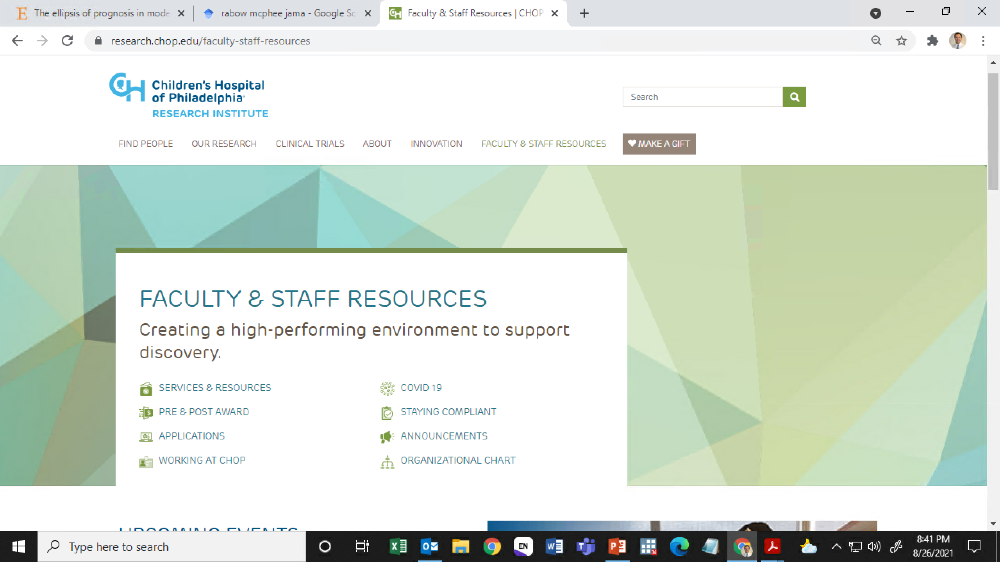 The ellipsis of prognosis in mode
rabow mcphee jama - Google Sc
Faculty & Staff Resources | CHOP
research.chop.edu/faculty-staff-resources
Children's Hospital
of Philadelphia
RESEARCH INSTITUTE
Search
FIND PEOPLE
OUR RESEARCH
CLINICAL TRIALS
ABOUT
INNOVATION
FACULTY & STAFF RESOURCES
MAKE A GIFT
FACULTY & STAFF RESOURCES
Creating a high-performing environment to support
discovery.
SERVICES & RESOURCES
COVID 19
PRE & POST AWARD
STAYING COMPLIANT
APPLICATIONS
ANNOUNCEMENTS
WORKING AT CHOP
ORGANIZATIONAL CHART
UPCOMING EVENTS
Type here to search
EN
16
8:41 PM
8/26/2021